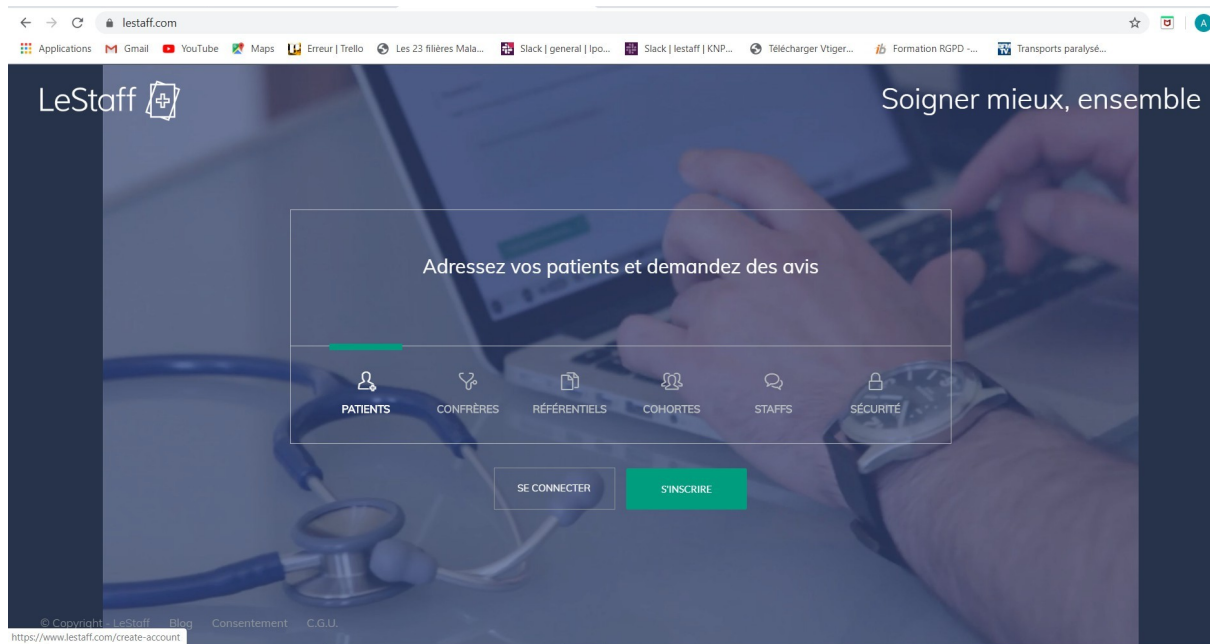 lestaff.com
A
Applications Gmail YouTube Maps Erreur | Trello Les 23 filières Mala... Slack | general | Ipo... Slack | lestaff | KNP... Télécharger Vtiger... Formation RGPD -... Transports paralysé...
LeStaff
Soigner mieux, ensemble
Adressez vos patients et demandez des avis
PATIENTS CONFRÈRES RÉFÉRENTIELS COHORTES STAFFS SÉCURITÉ
SE CONNECTER S'INSCRIRE
© Copyright - LeStaff Blog Consentement C.G.U.
https://www.lestaff.com/create-account